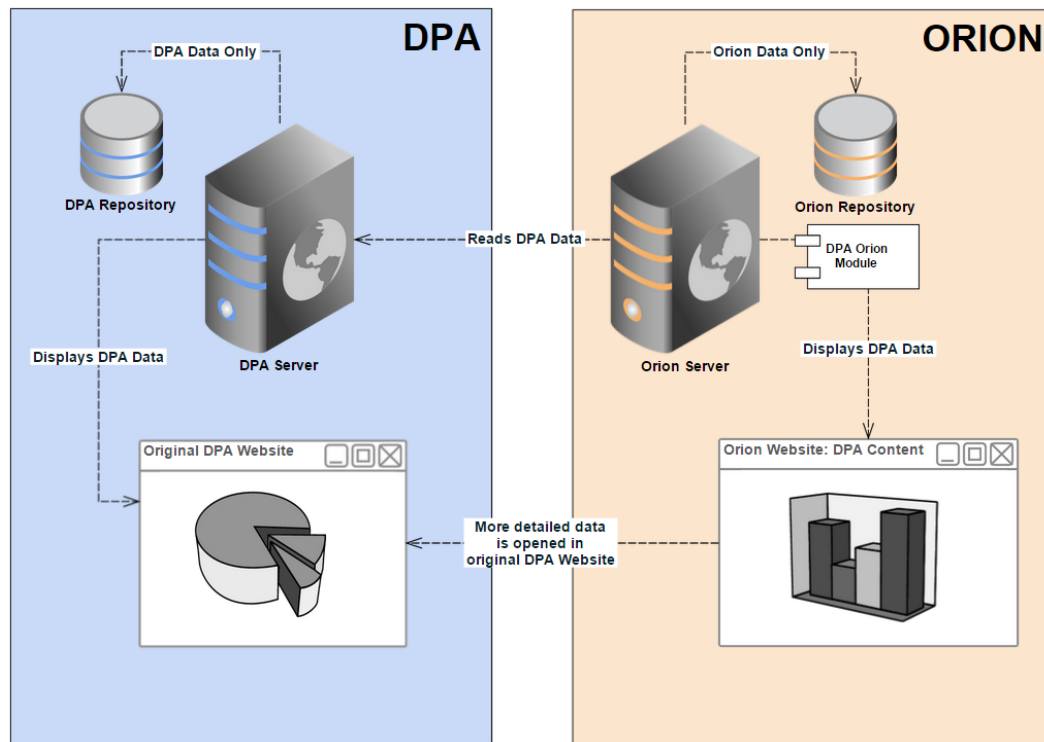 DPA
DPA Data Only
DPA Repository
DPA Server
Displays DPA Data
Original DPA Website
Reads DPA Data
More detailed data
is opened in
original DPA Website
ORION
Orion Data Only
Orion Repository
DPA Orion
Module
Orion Server
Displays DPA Data
Orion Website: DPA Content